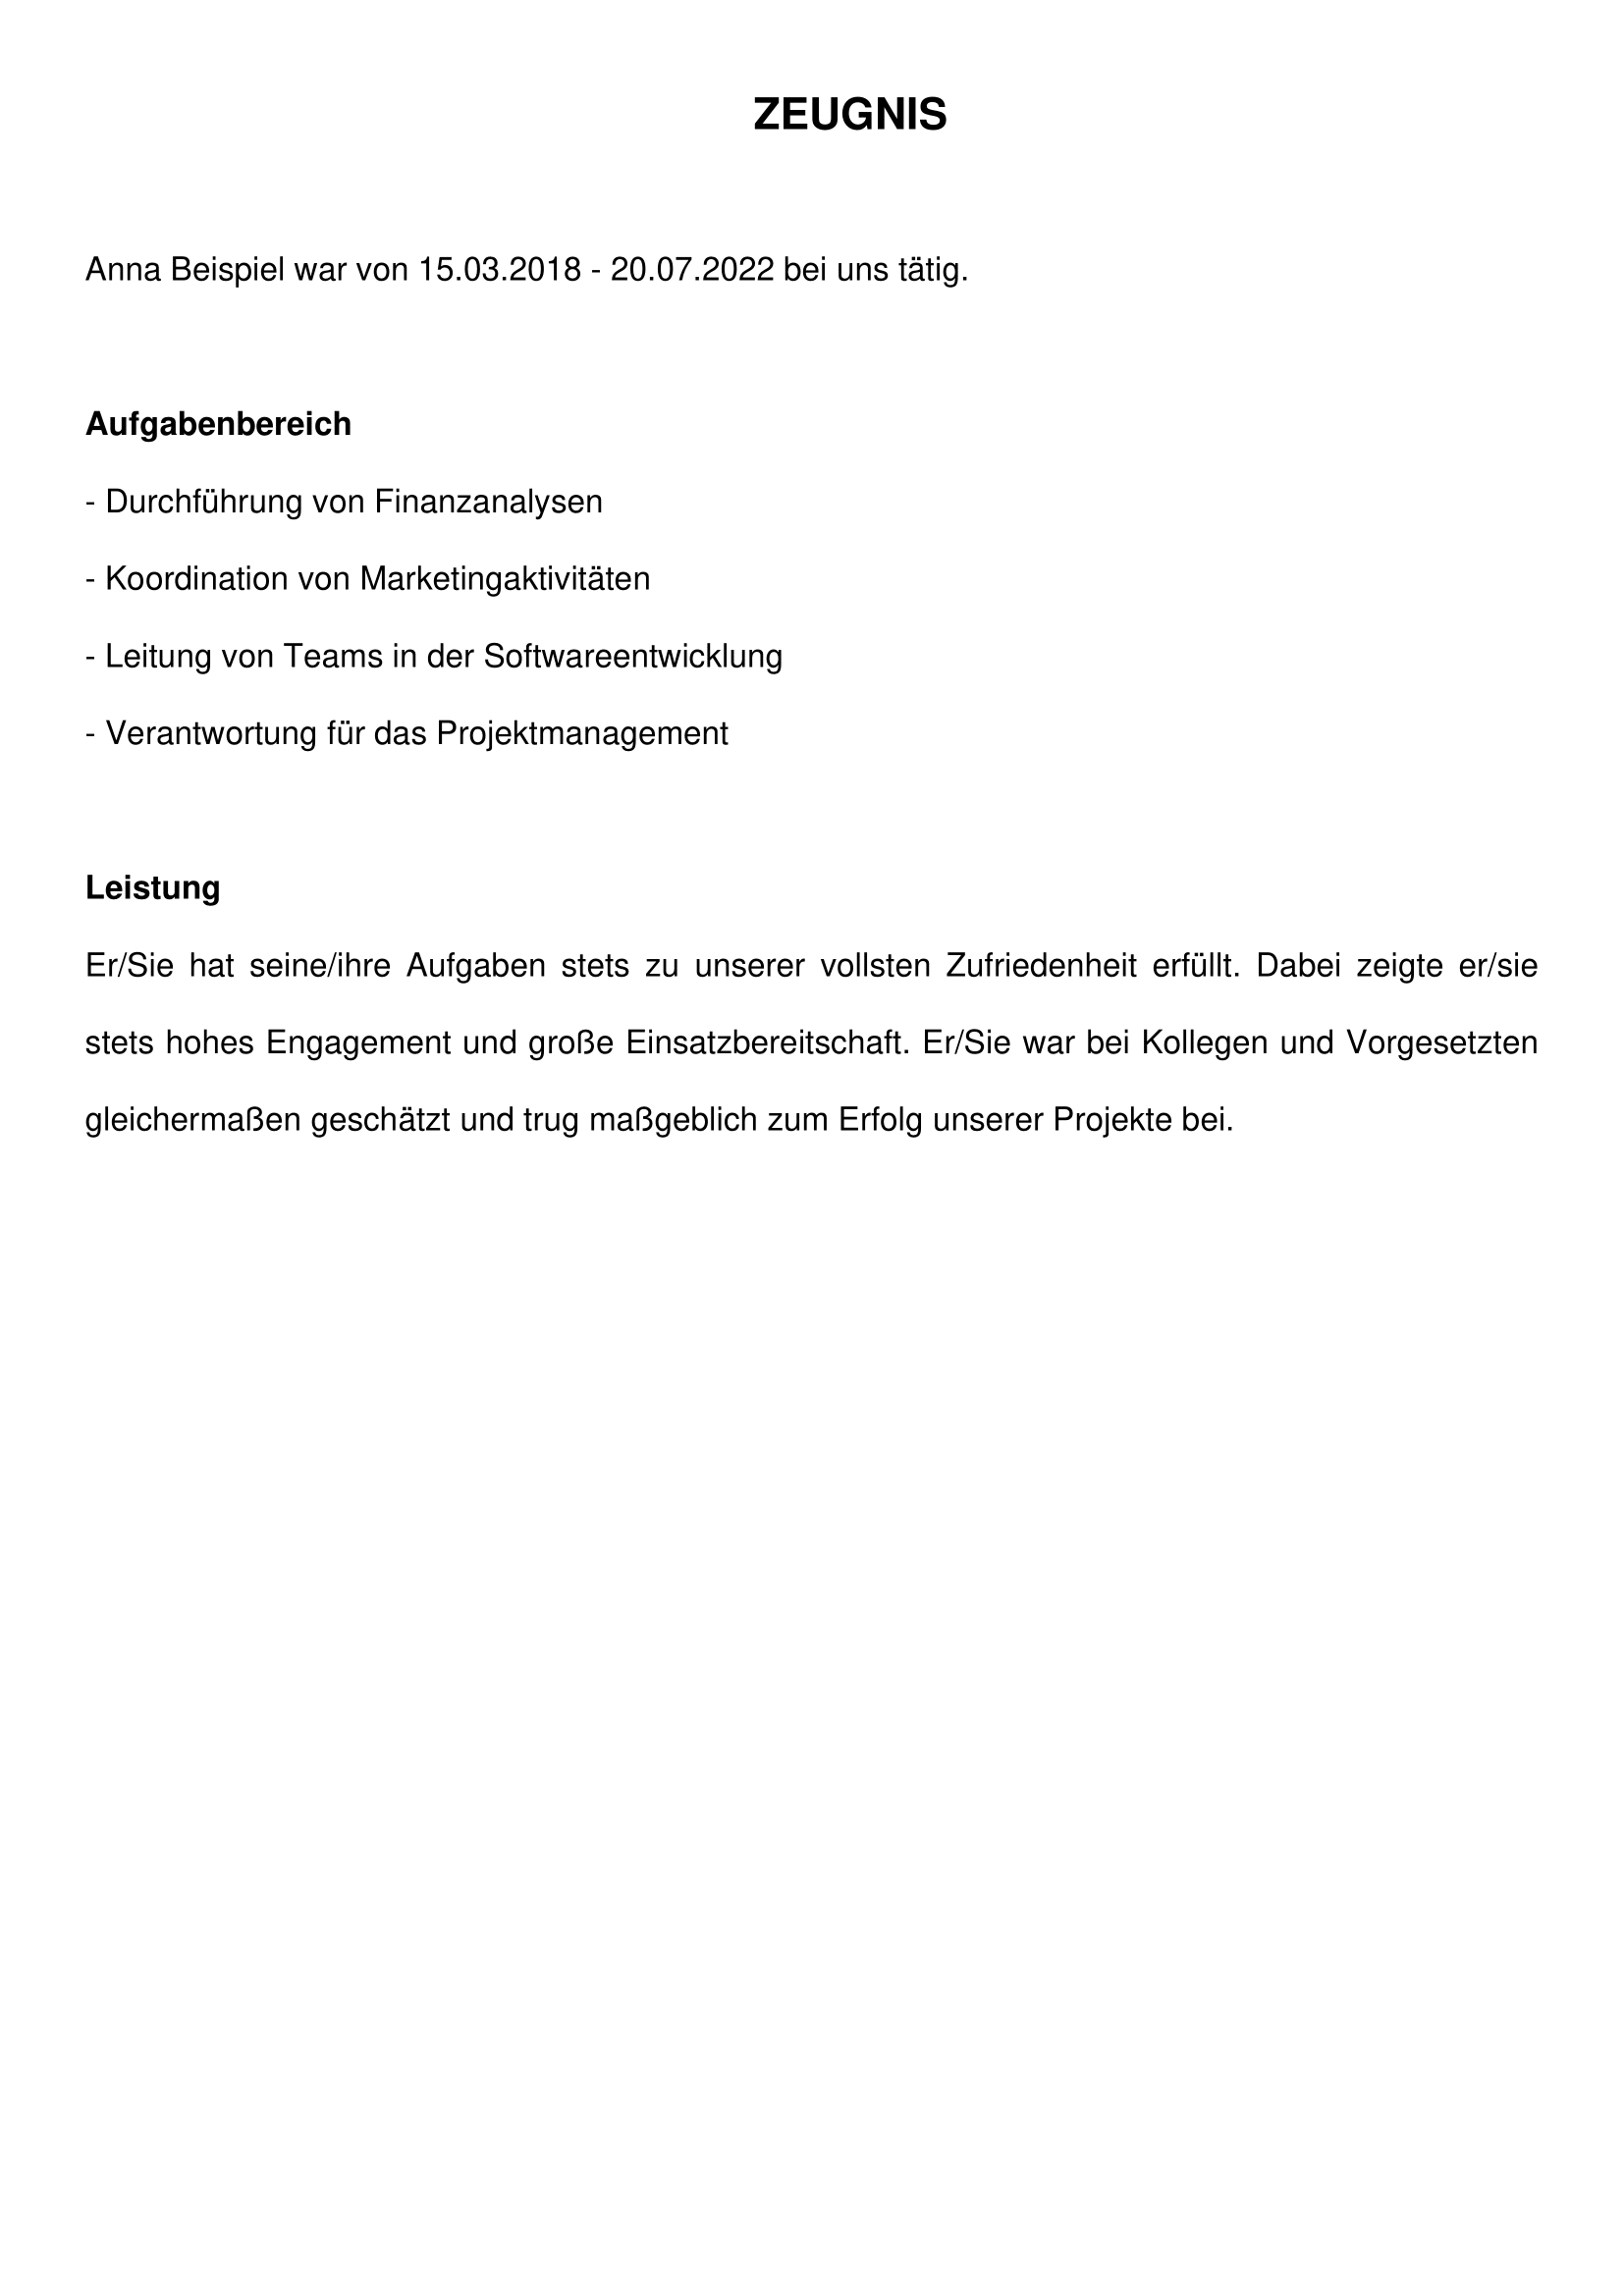 ZEUGNIS
Anna Beispiel war von 15.03.2018 - 20.07.2022 bei uns tätig.
Aufgabenbereich
- Durchführung von Finanzanalysen
- Koordination von Marketingaktivitäten
- Leitung von Teams in der Softwareentwicklung
- Verantwortung für das Projektmanagement
Leistung
Er/Sie hat seine/ihre Aufgaben stets zu unserer vollsten Zufriedenheit erfüllt. Dabei zeigte er/sie
stets hohes Engagement und große Einsatzbereitschaft. Er/Sie war bei Kollegen und Vorgesetzten
gleichermaßen geschätzt und trug maßgeblich zum Erfolg unserer Projekte bei.